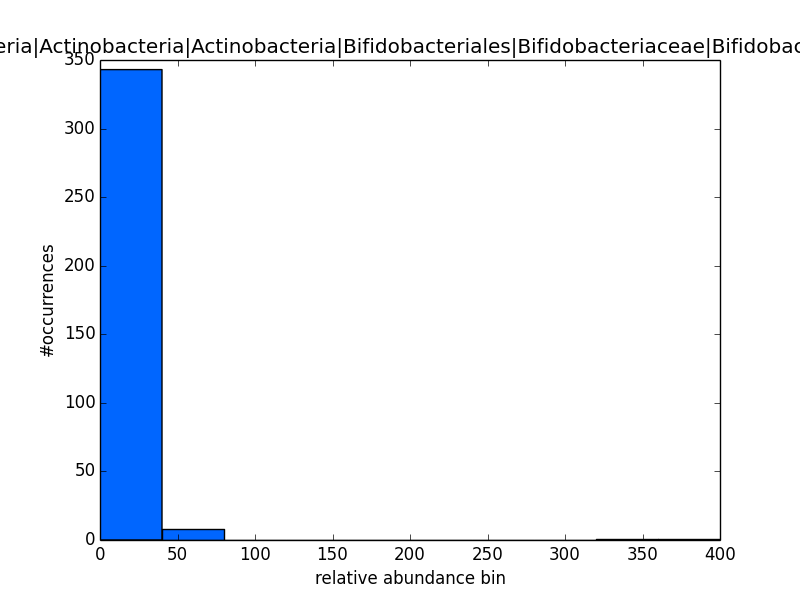 eria|Actinobacteria|Actinobacteria|Bifidobacteriales|Bifidobacteriaceae|Bifidobac
350
300
250
200
150
100
50
0
#occurrences
0 50 100 150 200 250 300 350 400
relative abundance bin